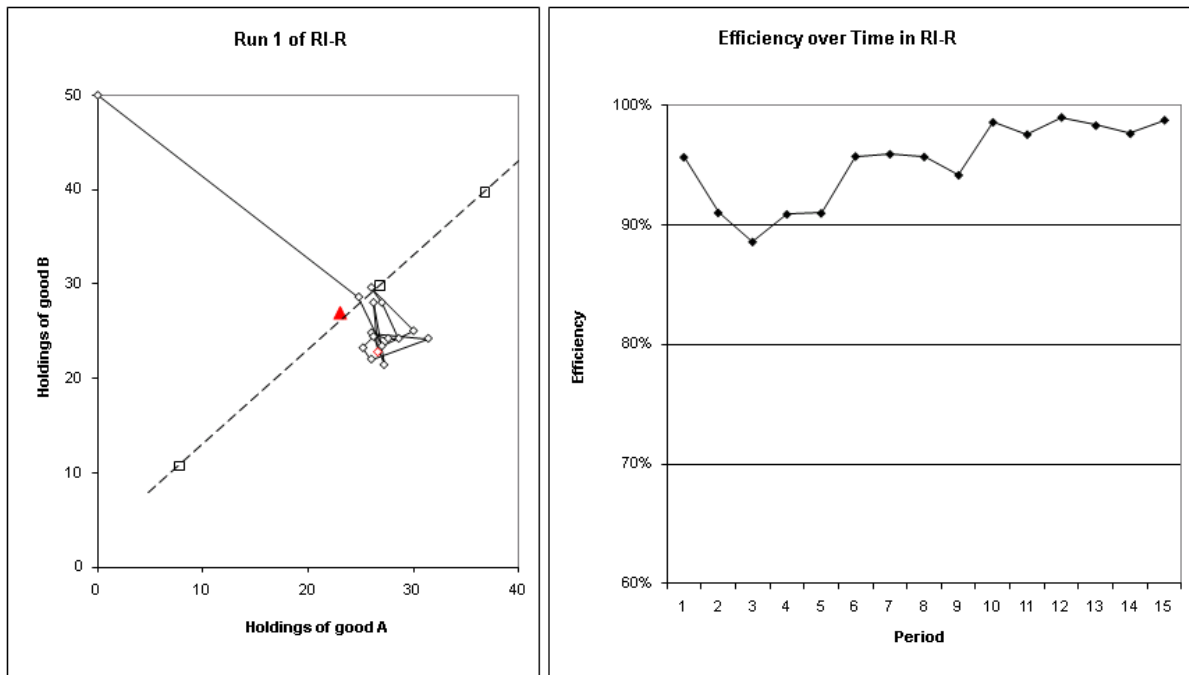 Run 1 of RI-R
50
40
30
20
10
0
Holdings of good B
0 10 20 30 40
Holdings of good A
Efficiency over Time in RI-R
100%
90%
80%
70%
60%
Efficiency
1 2 3 4 5 6 7 8 9 10 11 12 13 14 15
Period